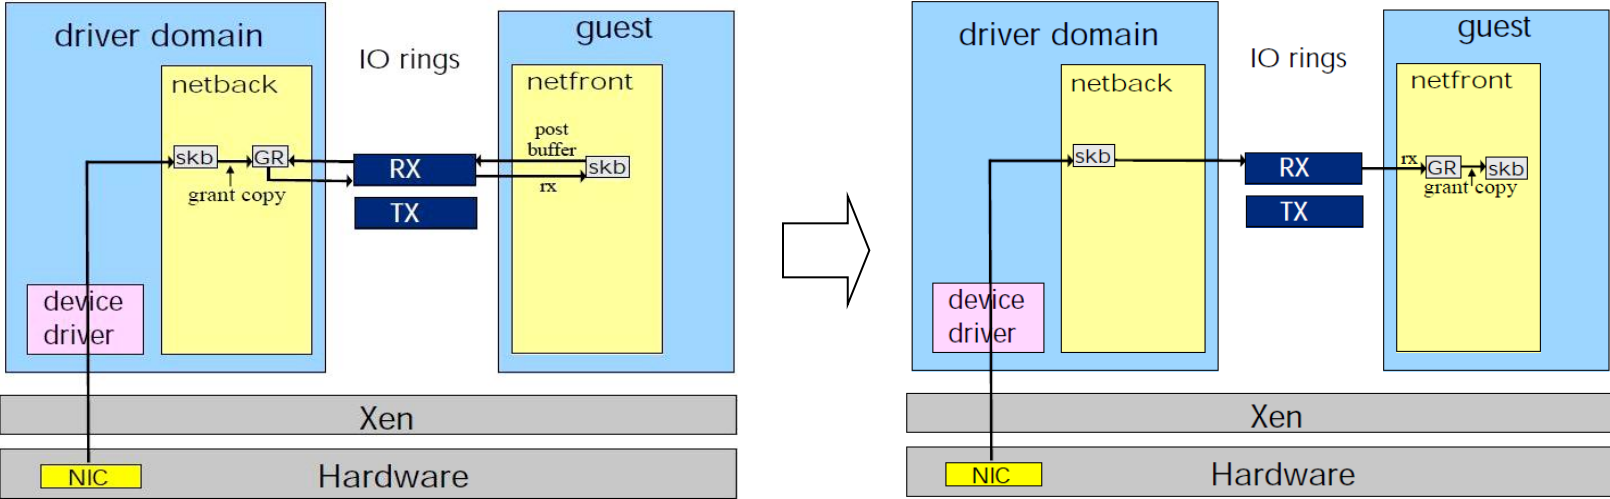 driver domain
IO rings
guest
netback
netfront
skb
GR
grant copy
RX
TX
post
buffer
rx
skb
device
driver
Xen
NIC
Hardware
driver domain
IO rings
guest
netback
netfront
skb
RX
TX
rx
GR
skb
grant copy
device
driver
Xen
NIC
Hardware